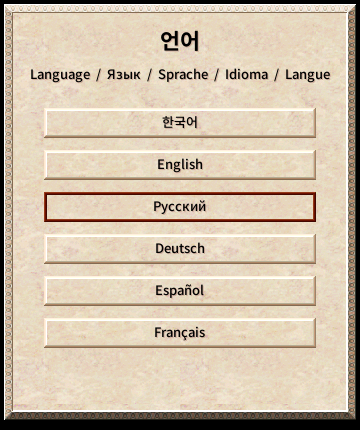 언어
Language / Язык / Sprache / Idioma / Langue
한국어
English
Русский
Deutsch
Español
Français